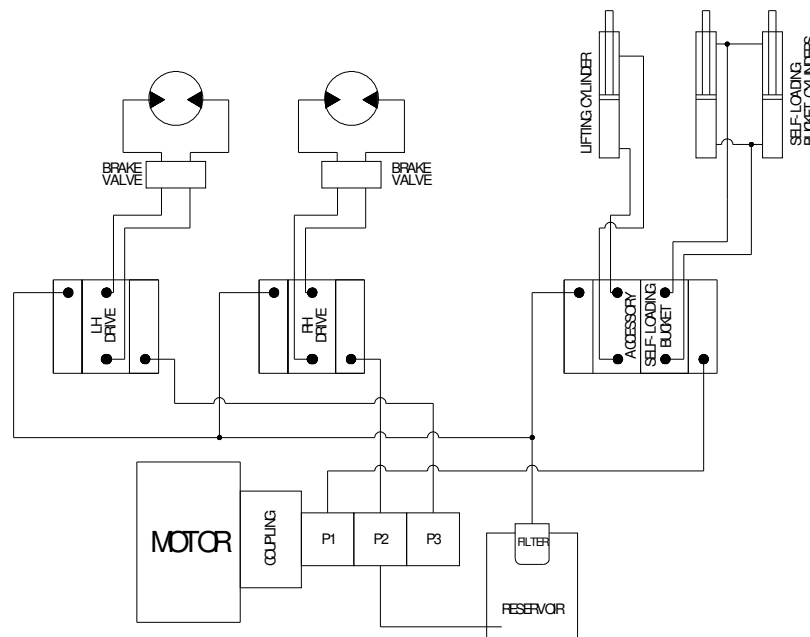 LIFTING CYLINDER
SELF-LOADING
BUCKET CYLINDERS
BRAKE
VALVE
BRAKE
VALVE
LH
DRIVE
RH
DRIVE
ACCESSORY
SELF-LOADING
BUCKET
MOTOR
COUPLING
P1
P2
P3
FILTER
RESERVOIR